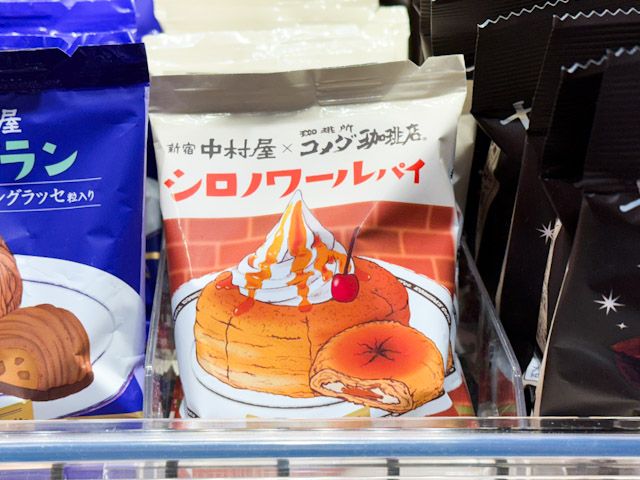 新宿 中村屋 × 珈琲所 コメダ珈琲店®
シロノワールパイ
屋
ラン
ングラッセ粒入り